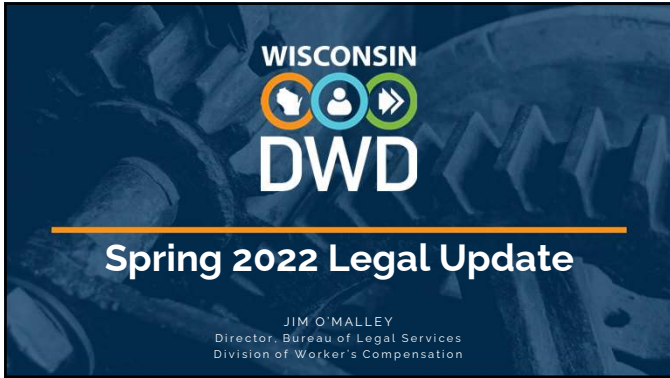 WISCONSIN
DWD
Spring 2022 Legal Update
JIM O'MALLEY
Director, Bureau of Legal Services
Division of Worker's Compensation